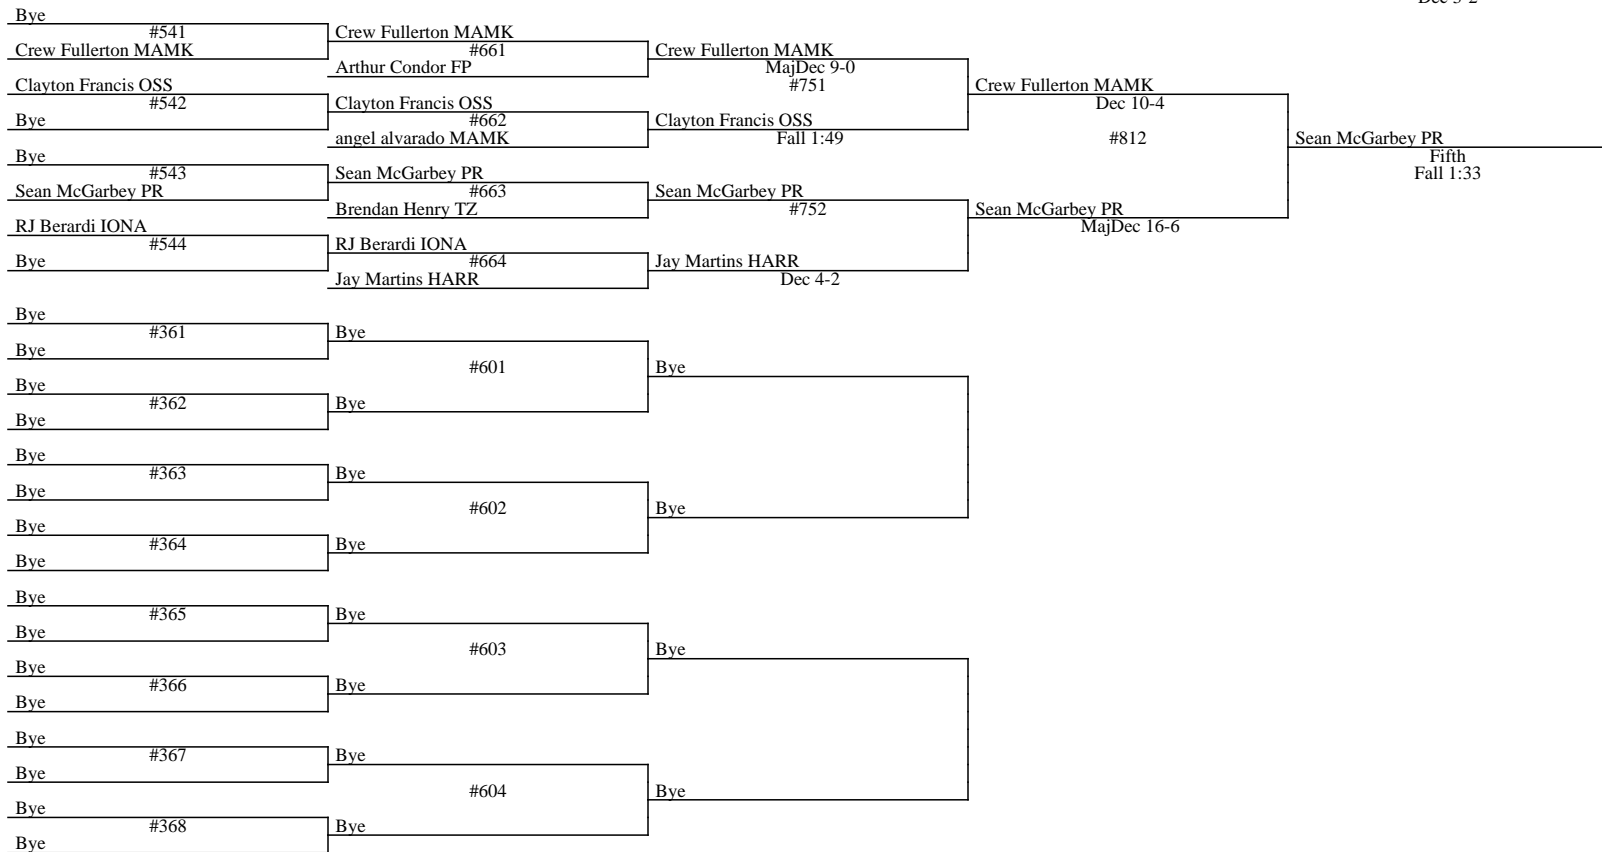 Dec 3-2
Bye
#541
Crew Fullerton MAMK
Clayton Francis OSS
#542
Bye
Bye
#543
Sean McGarbey PR
RJ Berardi IONA
#544
Bye
Crew Fullerton MAMK
#661
Arthur Condor FP
Clayton Francis OSS
#662
angel alvarado MAMK
Sean McGarbey PR
#663
Brendan Henry TZ
RJ Berardi IONA
#664
Jay Martins HARR
Crew Fullerton MAMK
MajDec 9-0
#751
Clayton Francis OSS
Fall 1:49
Sean McGarbey PR
#752
Jay Martins HARR
Dec 4-2
Crew Fullerton MAMK
Dec 10-4
#812
Sean McGarbey PR
MajDec 16-6
Sean McGarbey PR
Fifth
Fall 1:33
Bye
#361
Bye
Bye
#362
Bye
Bye
#363
Bye
Bye
#364
Bye
Bye
#365
Bye
Bye
#366
Bye
Bye
#367
Bye
Bye
#368
Bye
Bye
#601
Bye
Bye
#602
Bye
Bye
#603
Bye
Bye
#604
Bye
Bye
Bye
Bye
Bye